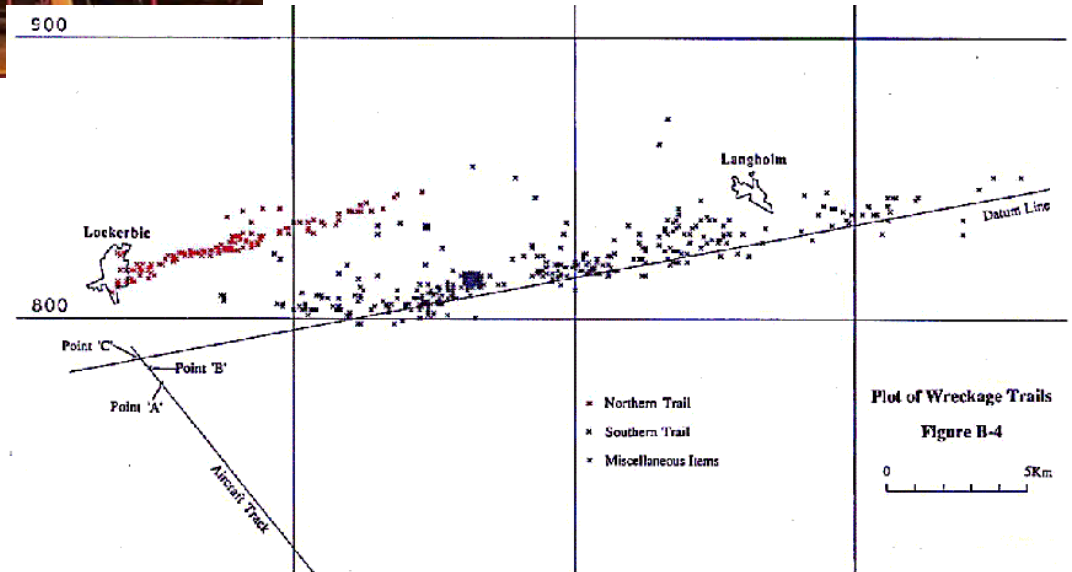 900
Langholm
Datum Line
Lockerbie
800
Point 'C'
Point 'B'
Point 'A'
Aircraft Track
Northern Trail
Southern Trail
Miscellaneous Items
Plot of Wreckage Trails
Figure B-4
0 5Km